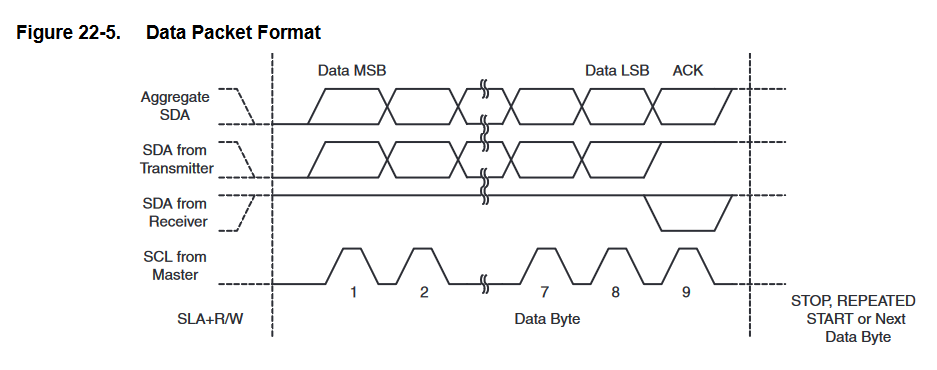 Figure 22-5. Data Packet Format
Data MSB
Data LSB ACK
Aggregate
SDA
SDA from
Transmitter
SDA from
Receiver
SCL from
Master
1 2 7 8 9
SLA+R/W
Data Byte
STOP, REPEATED
START or Next
Data Byte